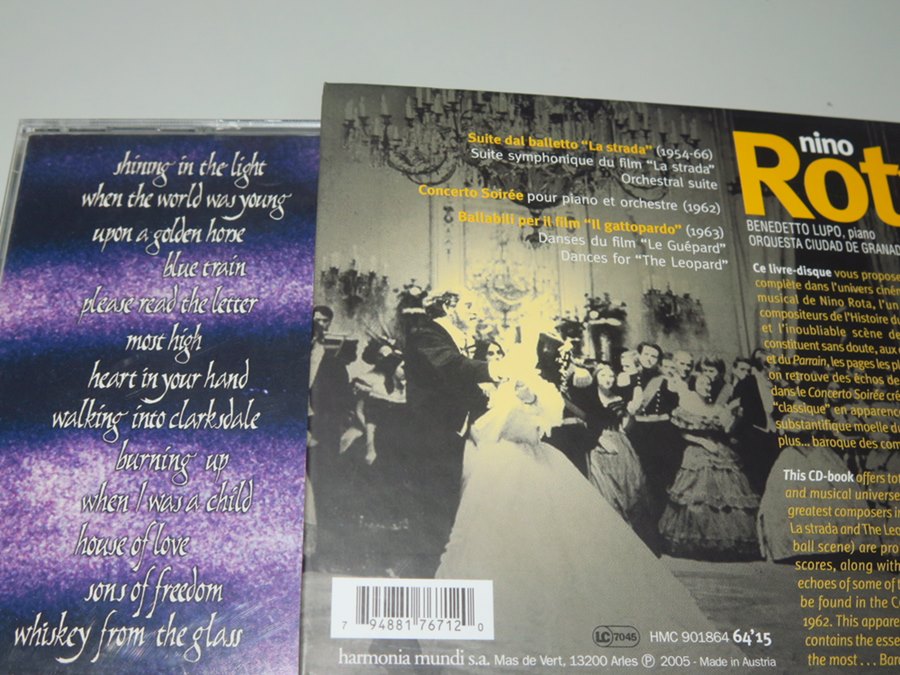 shining in the light
when the world was young
upon a golden horse
blue train
please read the letter
most high
heart in your hand
walking into clarksdale
burning up
when I was a child
house of love
sons of freedom
whiskey from the glass
Suite dal balletto "La strada" (1954-66)
Suite symphonique du film "La strada"
Orchestral suite
Concerto Soirée pour piano et orchestre (1962)
Ballabili per il film "Il gattopardo" (1963)
Danses du film "Le Guépard"
Dances for "The Leopard"
nino
Rot
BENEDETTO LUPO, piano
ORQUESTA CIUDAD DE GRANAD
Ce livre-disque vous propose
complète dans l'univers ciné
musical de Nino Rota, l'un
compositeurs de l'Histoire du
et l'inoubliable scène de
constituent sans doute, aux
et du Parrain, les pages les pl
on retrouve des échos de
dans le Concerto Soirée cré
"classique" en apparence
substantifique moelle du
plus... baroque des com
This CD-book offers tot
and musical universe
greatest composers in
La strada and The Leo
ball scene) are pro
scores, along with
echoes of some of t
be found in the Co
1962. This appare
contains the esse
the most ... Baro
7 94881 76712 0
LC 7045 HMC 901864 64'15
harmonia mundi s.a. Mas de Vert, 13200 Arles Ⓟ 2005 - Made in Austria